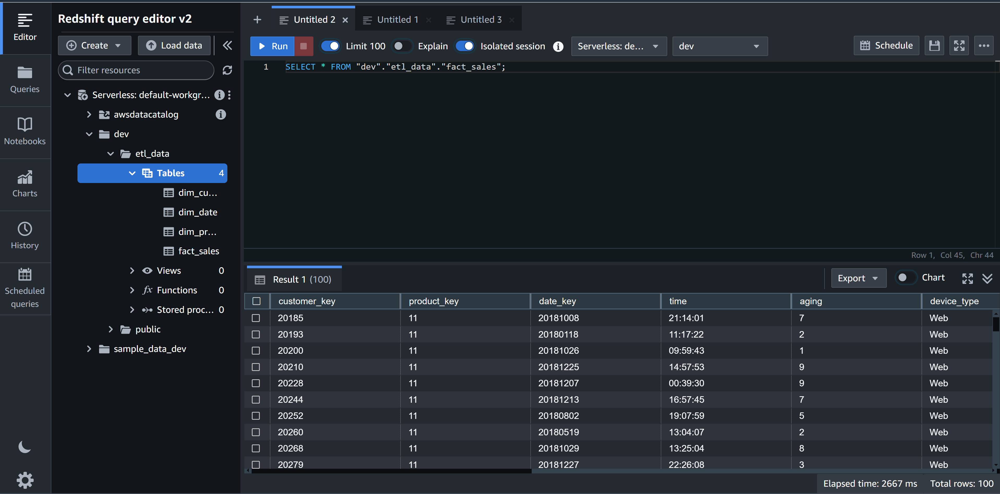 Editor
Queries
Notebooks
Charts
History
Scheduled queries
Redshift query editor v2
Create
Load data
Filter resources
Serverless: default-workgr...
awsdatacatalog
dev
etl_data
Tables 4
dim_cu...
dim_date
dim_pr...
fact_sales
Views 0
Functions 0
Stored proc... 0
public
sample_data_dev
Untitled 2
Untitled 1
Untitled 3
Run Limit 100 Explain Isolated session Serverless: de... dev Schedule
1 SELECT * FROM "dev"."etl_data"."fact_sales";
Row 1, Col 45, Chr 44
Result 1 (100) Export Chart
customer_key product_key date_key time aging device_type
20185 11 20181008 21:14:01 7 Web
20193 11 20180118 11:17:22 2 Web
20200 11 20181026 09:59:43 1 Web
20210 11 20181225 14:57:53 9 Web
20228 11 20181207 00:39:30 9 Web
20244 11 20181213 16:57:45 7 Web
20252 11 20180802 19:07:59 5 Web
20260 11 20180519 13:04:07 2 Web
20268 11 20181029 13:25:04 8 Web
20279 11 20181227 22:26:08 3 Web
Elapsed time: 2667 ms Total rows: 100